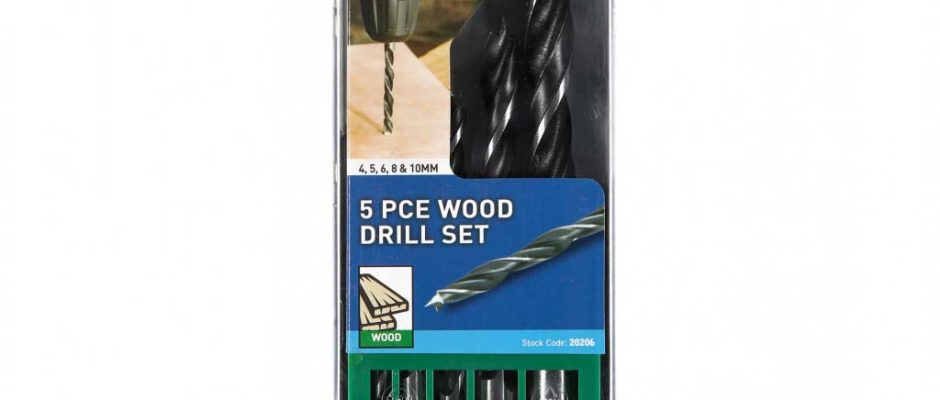 4, 5, 6, 8 & 10MM
5 PCE WOOD
DRILL SET
WOOD
Stock Code: 20206